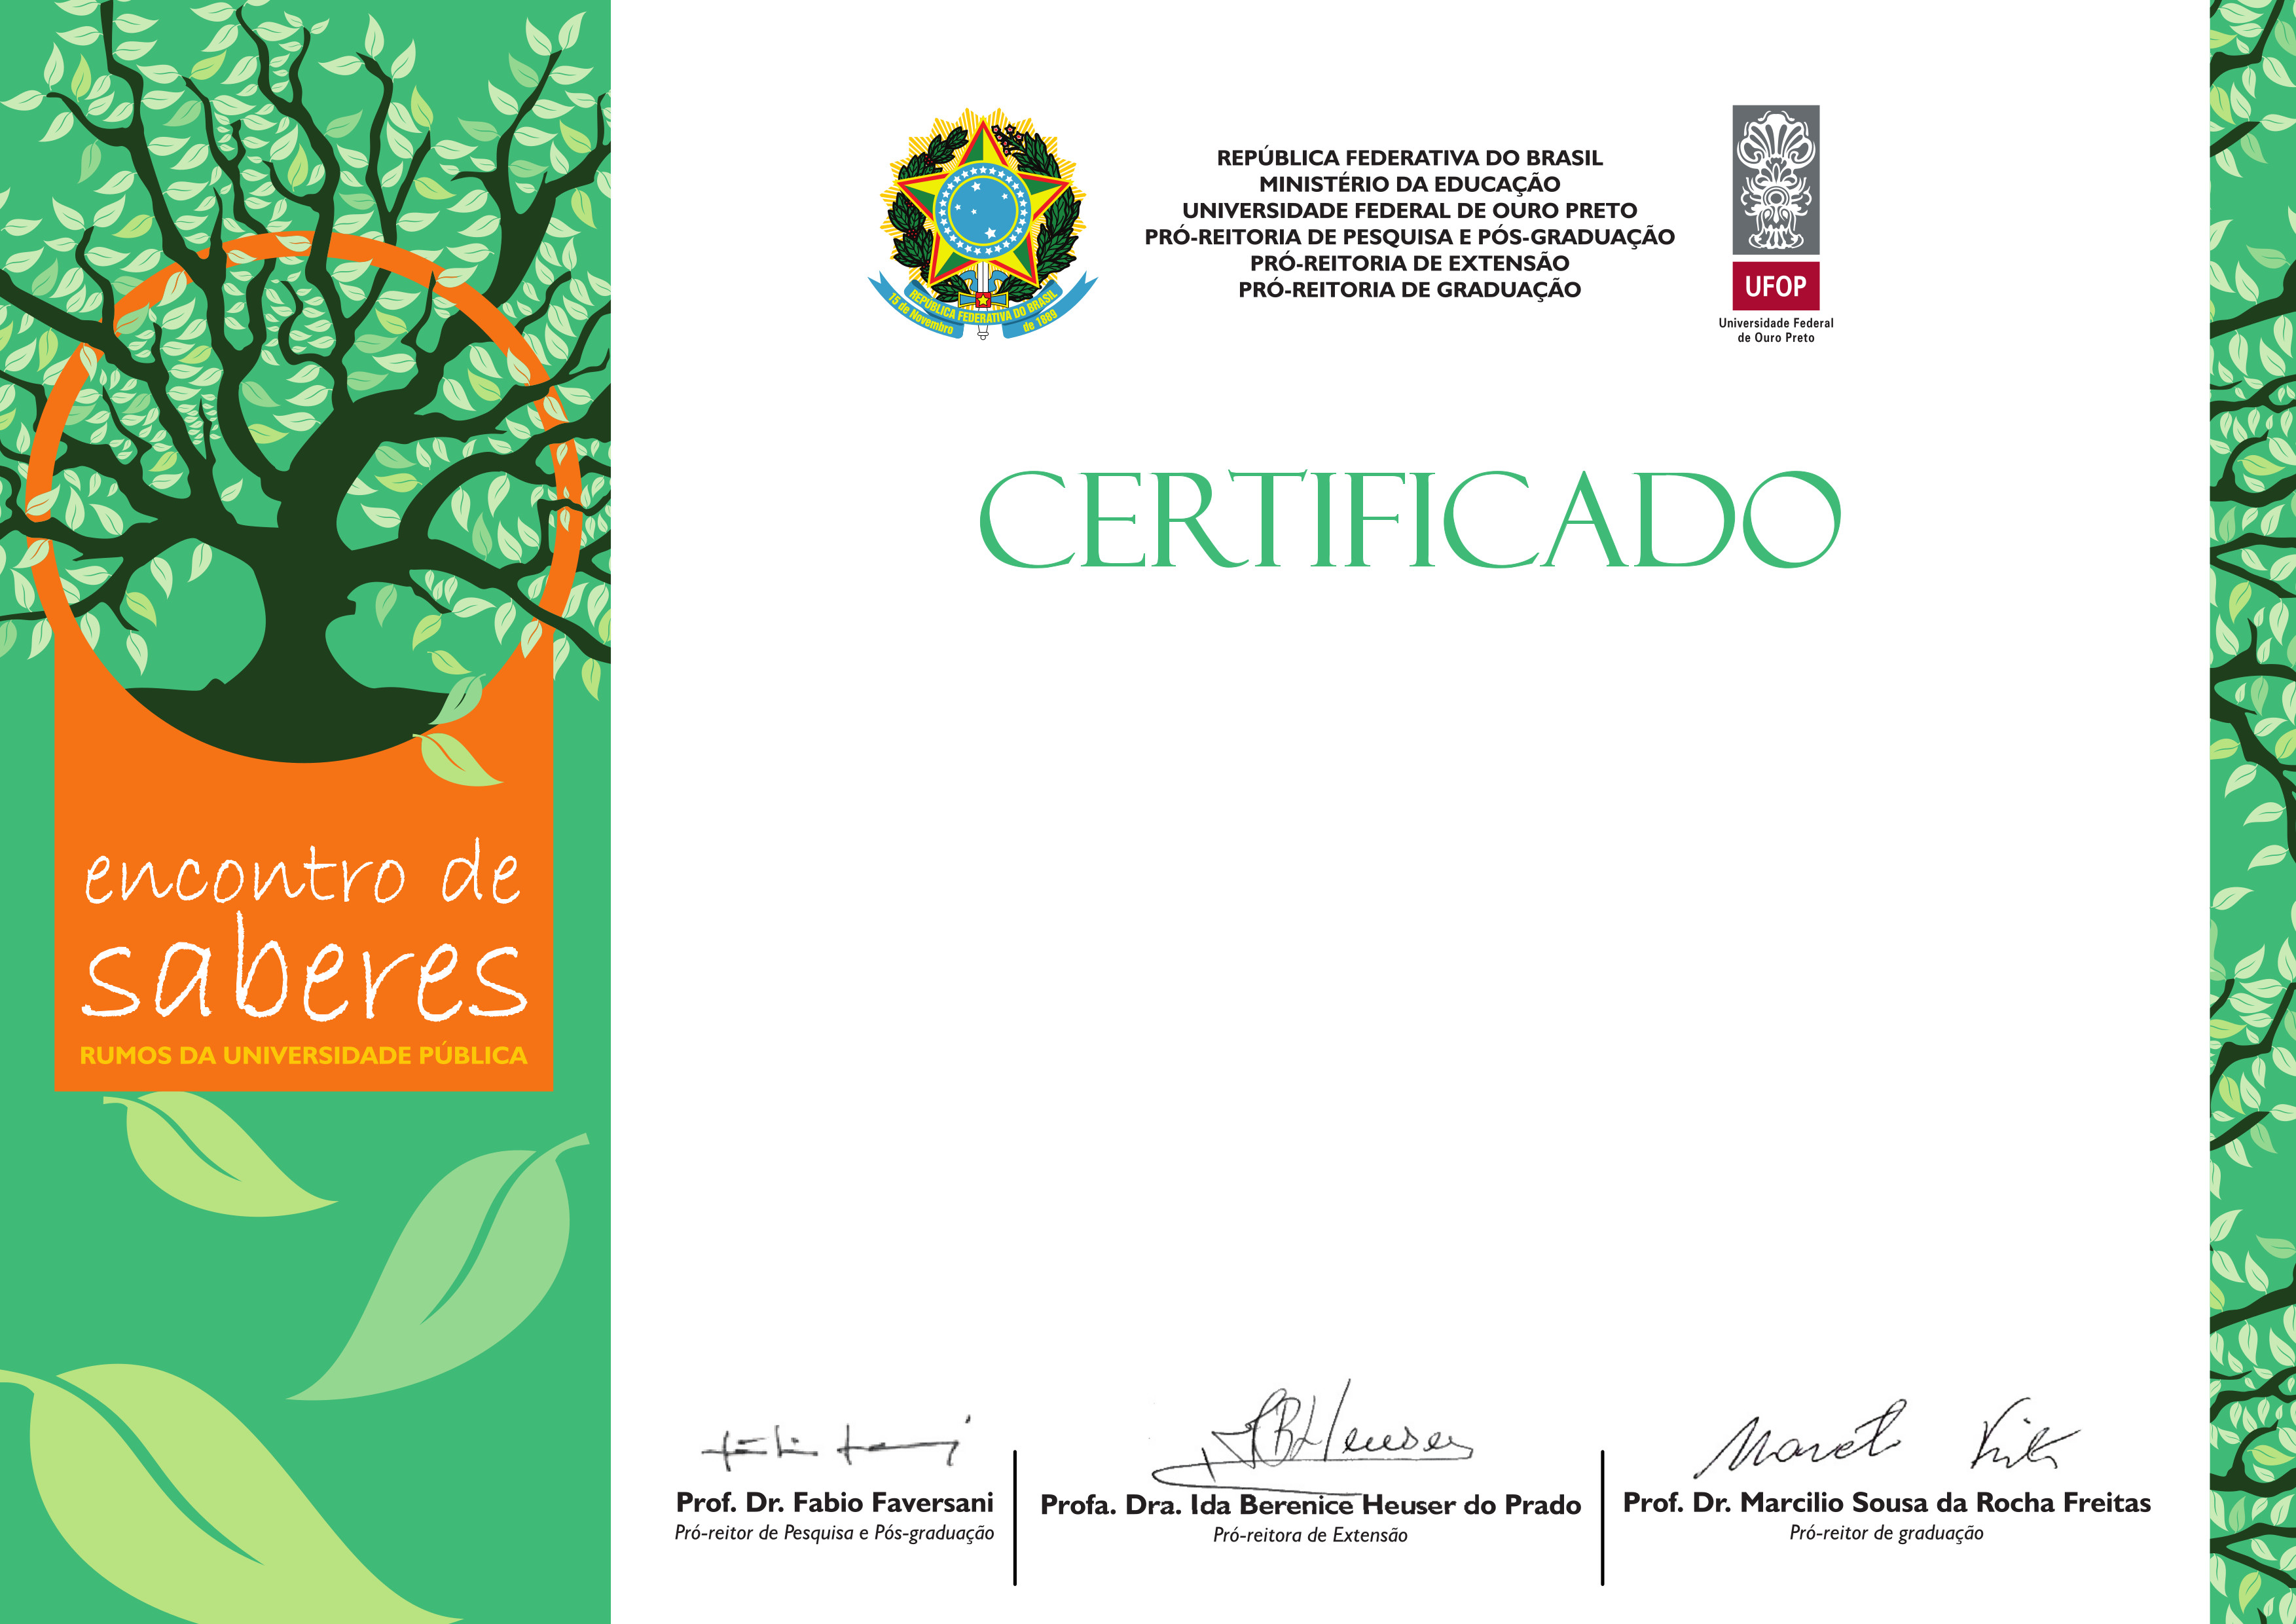 REPÚBLICA FEDERATIVA DO BRASIL
MINISTÉRIO DA EDUCAÇÃO
UNIVERSIDADE FEDERAL DE OURO PRETO
PRÓ-REITORIA DE PESQUISA E PÓS-GRADUAÇÃO
PRÓ-REITORIA DE EXTENSÃO
PRÓ-REITORIA DE GRADUAÇÃO
REPÚBLICA FEDERATIVA DO BRASIL
15 de Novembro de 1889
UFOP
Universidade Federal
de Ouro Preto
CERTIFICADO
encontro de
saberes
RUMOS DA UNIVERSIDADE PÚBLICA
Prof. Dr. Fabio Faversani
Pró-reitor de Pesquisa e Pós-graduação
Profa. Dra. Ida Berenice Heuser do Prado
Pró-reitora de Extensão
Prof. Dr. Marcilio Sousa da Rocha Freitas
Pró-reitor de graduação